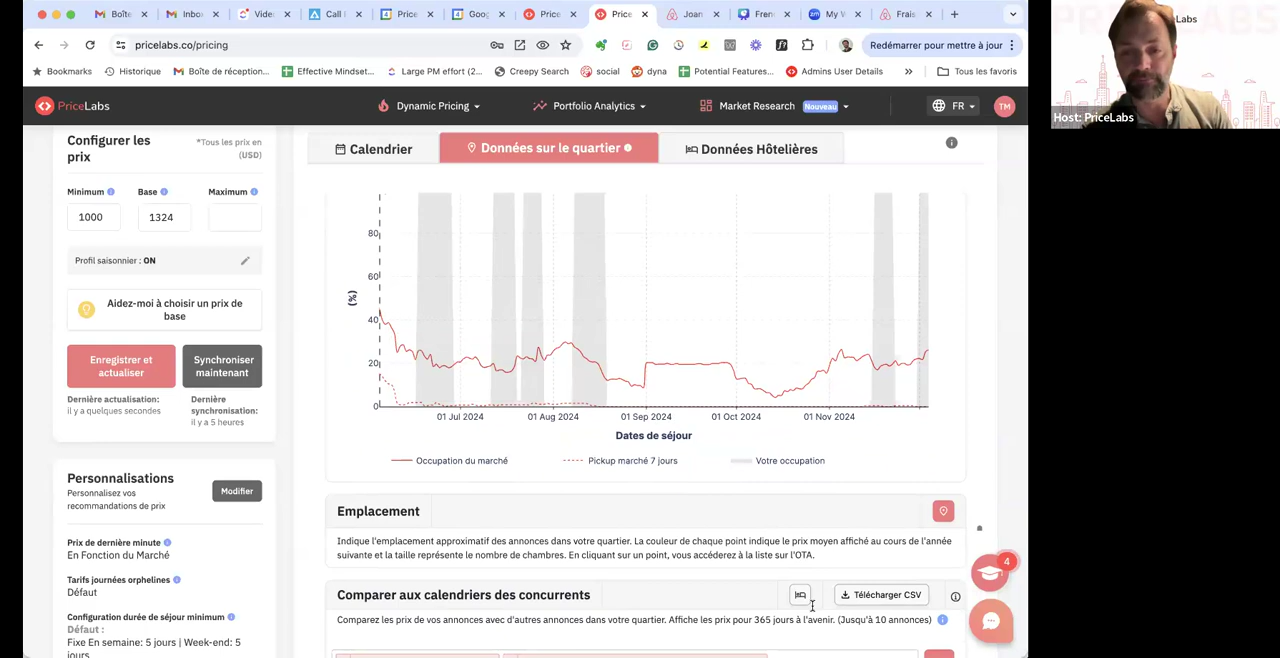 Boîte
Inbo
Vide
Call I
Price
Goog
Price
Price
Joan
Fren
My W
Frais
pricelabs.co/pricing
Redémarrer pour mettre à jour
Bookmarks
Historique
Boîte de réception...
Effective Mindset...
Large PM effort (2...
Creepy Search
social
dyna
Potential Features...
Admins User Details
»
Tous les favoris
PriceLabs
Dynamic Pricing
Portfolio Analytics
Market Research Nouveau
FR
TM
Configurer les prix
*Tous les prix en (USD)
Minimum
Base
Maximum
1000
1324
Profil saisonnier : ON
Aidez-moi à choisir un prix de base
Enregistrer et actualiser
Synchroniser maintenant
Dernière actualisation:
il y a quelques secondes
Dernière synchronisation:
il y a 5 heures
Personnalisations
Personnalisez vos recommandations de prix
Modifier
Prix de dernière minute
En Fonction du Marché
Tarifs journées orphelines
Défaut
Configuration durée de séjour minimum
Défaut :
Fixe En semaine: 5 jours | Week-end: 5 jours
Calendrier
Données sur le quartier
Données Hôtelières
80
60
(%)
40
20
0
01 Jul 2024
01 Aug 2024
01 Sep 2024
01 Oct 2024
01 Nov 2024
Dates de séjour
Occupation du marché
Pickup marché 7 jours
Votre occupation
Emplacement
Indique l'emplacement approximatif des annonces dans votre quartier. La couleur de chaque point indique le prix moyen affiché au cours de l'année
suivante et la taille représente le nombre de chambres. En cliquant sur un point, vous accéderez à la liste sur l'OTA.
Comparer aux calendriers des concurrents
Télécharger CSV
Comparez les prix de vos annonces avec d'autres annonces dans votre quartier. Affiche les prix pour 365 jours à l'avenir. (Jusqu'à 10 annonces)
4
Labs
Host: PriceLabs